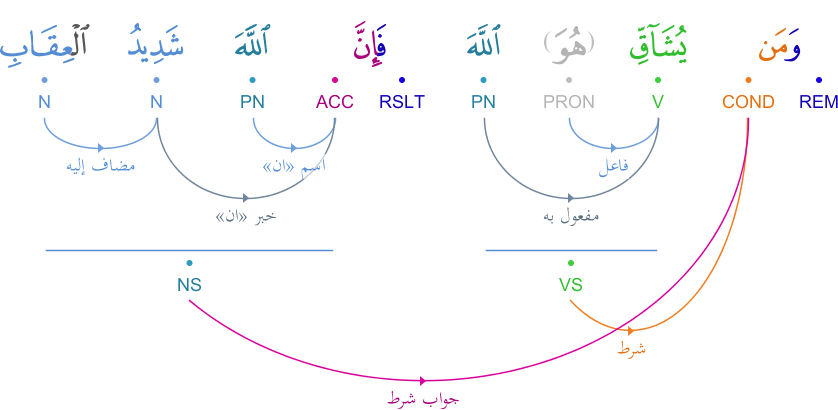 وَمَن يُشَآقِّ (هُوَ) ٱللَّهَ فَإِنَّ ٱللَّهَ شَدِيدُ ٱلْعِقَابِ
REM COND V PRON PN RSLT ACC PN N N
فاعل اسم «ان» مضاف إليه
مفعول به خبر «ان»
VS NS
شرط
جواب شرط